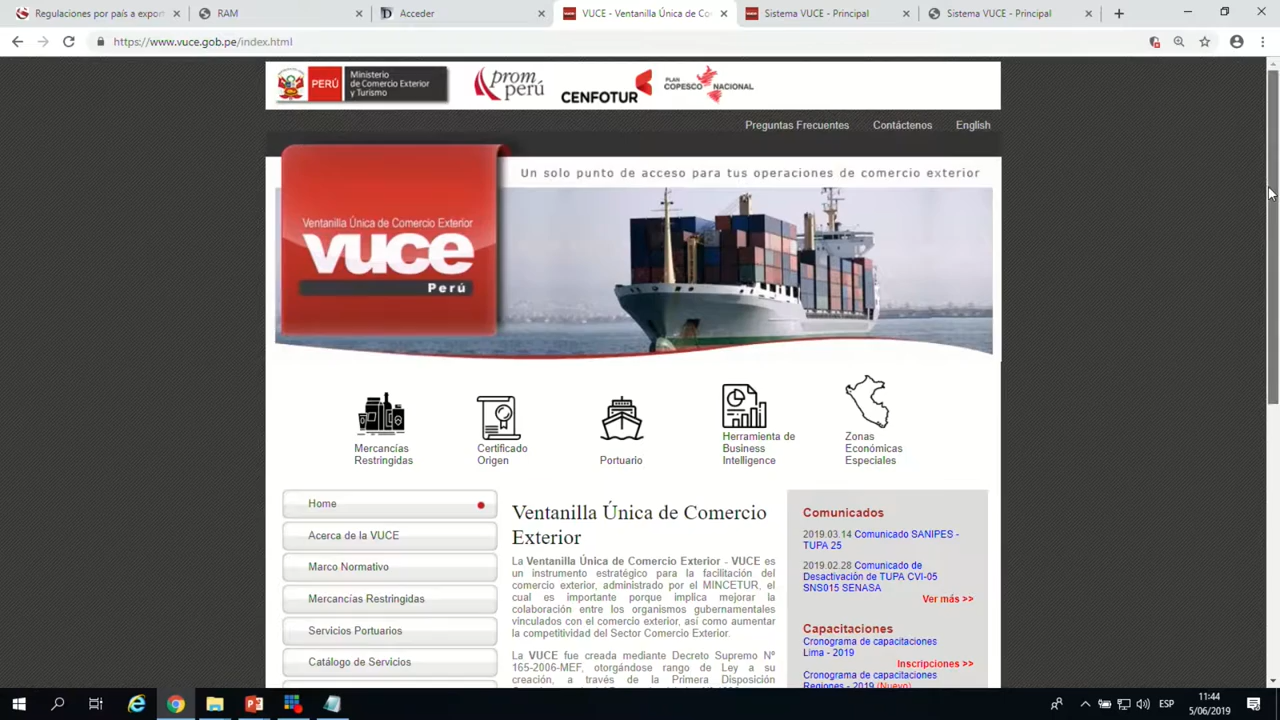 Regulaciones por país a export
RAM
Acceder
VUCE - Ventanilla Única de Co
Sistema VUCE - Principal
Sistema VUCE - Principal
https://www.vuce.gob.pe/index.html
PERÚ
Ministerio
de Comercio Exterior
y Turismo
prom
perú
CENFOTUR
PLAN
COPESCO NACIONAL
Preguntas Frecuentes
Contáctenos
English
Un solo punto de acceso para tus operaciones de comercio exterior
Ventanilla Única de Comercio Exterior
vuce
Perú
Mercancías
Restringidas
Certificado
Origen
Portuario
Herramienta de
Business
Intelligence
Zonas
Económicas
Especiales
Home
Acerca de la VUCE
Marco Normativo
Mercancías Restringidas
Servicios Portuarios
Catálogo de Servicios
Ventanilla Única de Comercio
Exterior
La Ventanilla Única de Comercio Exterior - VUCE es
un instrumento estratégico para la facilitación del
comercio exterior, administrado por el MINCETUR, el
cual es importante porque implica mejorar la
colaboración entre los organismos gubernamentales
vinculados con el comercio exterior, así como aumentar
la competitividad del Sector Comercio Exterior.
La VUCE fue creada mediante Decreto Supremo Nº
165-2006-MEF, otorgándose rango de Ley a su
creación, a través de la Primera Disposición
Comunicados
2019.03.14 Comunicado SANIPES -
TUPA 25
2019.02.28 Comunicado de
Desactivación de TUPA CVI-05
SNS015 SENASA
Ver más >>
Capacitaciones
Cronograma de capacitaciones
Lima - 2019
Inscripciones >>
Cronograma de capacitaciones
Regiones - 2019 (Nuevo)
ESP
11:44
5/06/2019